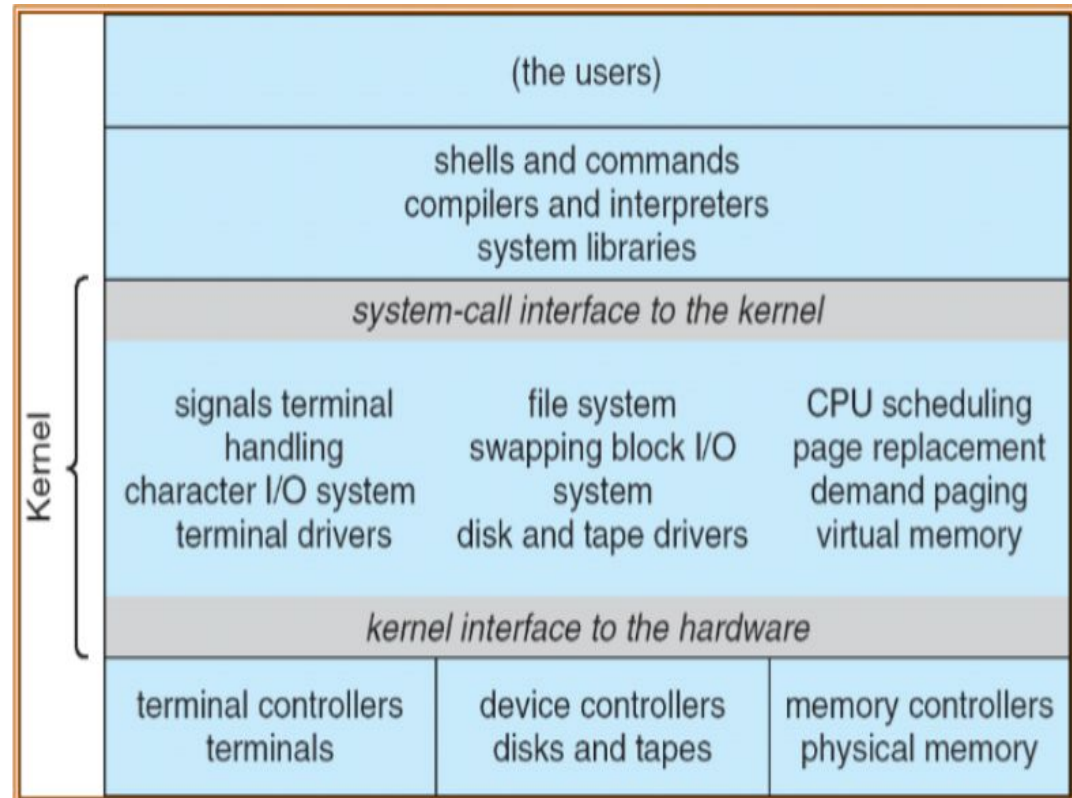 (the users)
shells and commands
compilers and interpreters
system libraries
Kernel
system-call interface to the kernel
signals terminal
handling
character I/O system
terminal drivers
file system
swapping block I/O
system
disk and tape drivers
CPU scheduling
page replacement
demand paging
virtual memory
kernel interface to the hardware
terminal controllers
terminals
device controllers
disks and tapes
memory controllers
physical memory